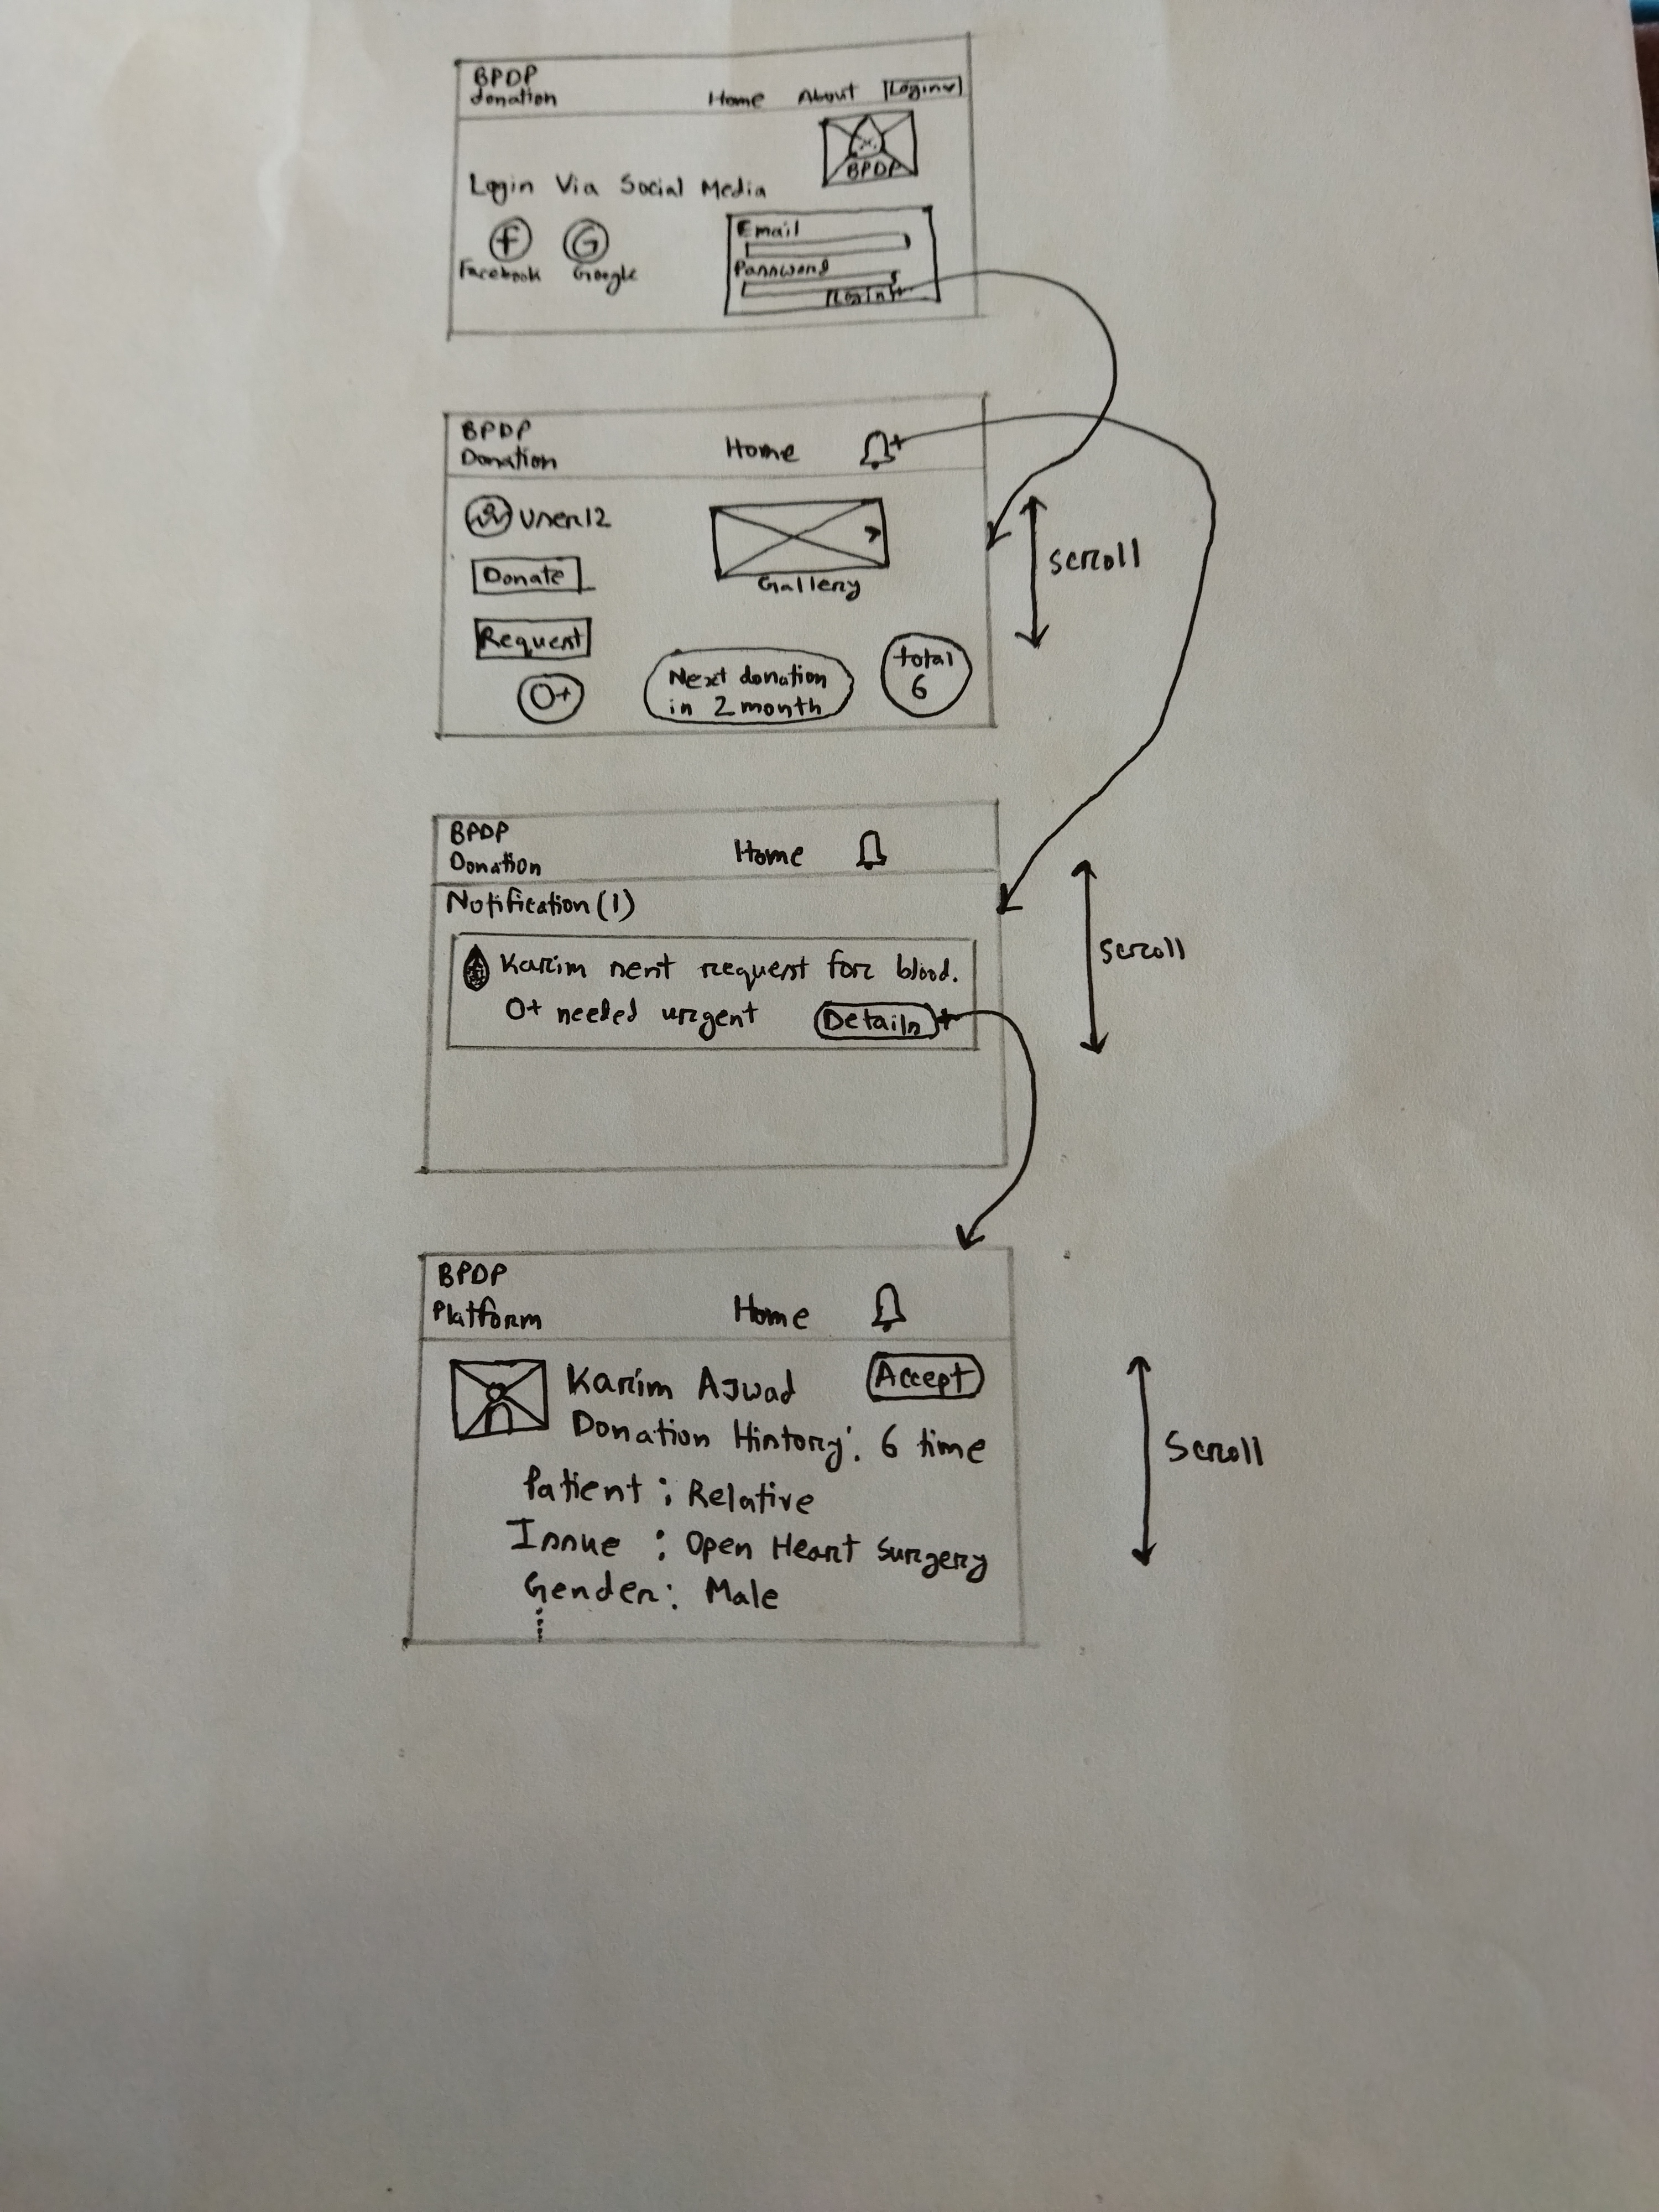 BPDP
donation
Home About Login
BPDP
Login Via Social Media
f G
Facebook Google
Email
Password
Login
BPDP
Donation
Home
User12
Donate
Gallery
Request
O+
Next donation
in 2 month
total
6
scroll
BPDP
Donation
Home
Notification (1)
Karim sent request for blood.
O+ needed urgent
Details
scroll
BPDP
Platform
Home
Karim Ajwad
Accept
Donation History: 6 time
Patient : Relative
Issue : Open Heart Surgery
Gender: Male
Scroll